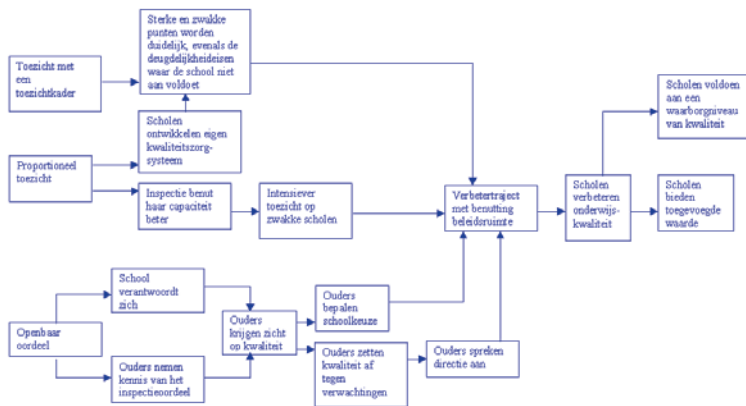 Sterke en zwakke
punten worden
duidelijk, evenals de
deugdelijkheideisen
waar de school niet
aan voldoet
Toezicht met
een
toezichtkader
Scholen voldoen
aan een
waarborgniveau
van kwaliteit
Scholen
ontwikkelen eigen
kwaliteitszorg-
systeem
Proportioneel
toezicht
Inspectie benut
haar capaciteit
beter
Intensiever
toezicht op
zwakke scholen
Verbetertraject
met benutting
beleidsruimte
Scholen
verbeteren
onderwijs-
kwaliteit
Scholen
bieden
toegevoegde
waarde
School
verantwoordt
zich
Openbaar
oordeel
Ouders
krijgen zicht
op kwaliteit
Ouders
bepalen
schoolkeuze
Ouders nemen
kennis van het
inspectieoordeel
Ouders zetten
kwaliteit af
tegen
verwachtingen
Ouders spreken
directie aan